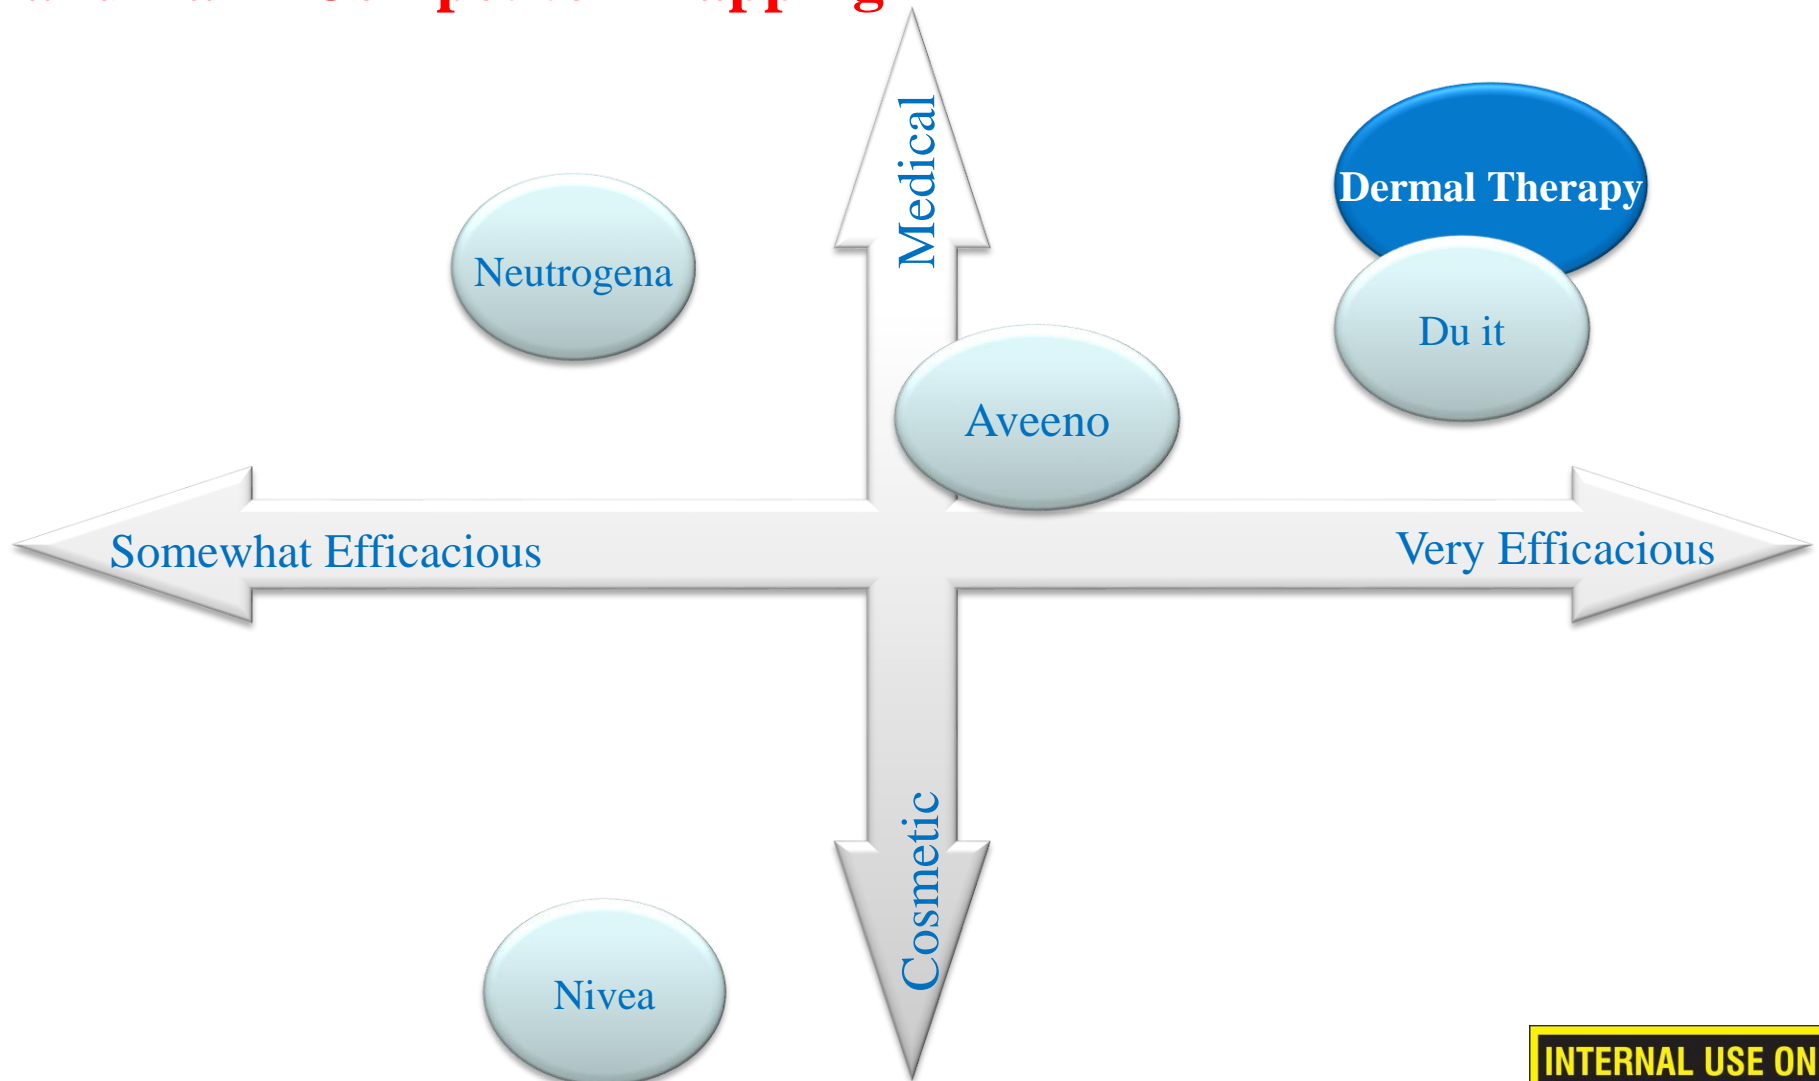 Medical
Dermal Therapy
Neutrogena
Du it
Aveeno
Somewhat Efficacious
Very Efficacious
Cosmetic
Nivea
INTERNAL USE ON